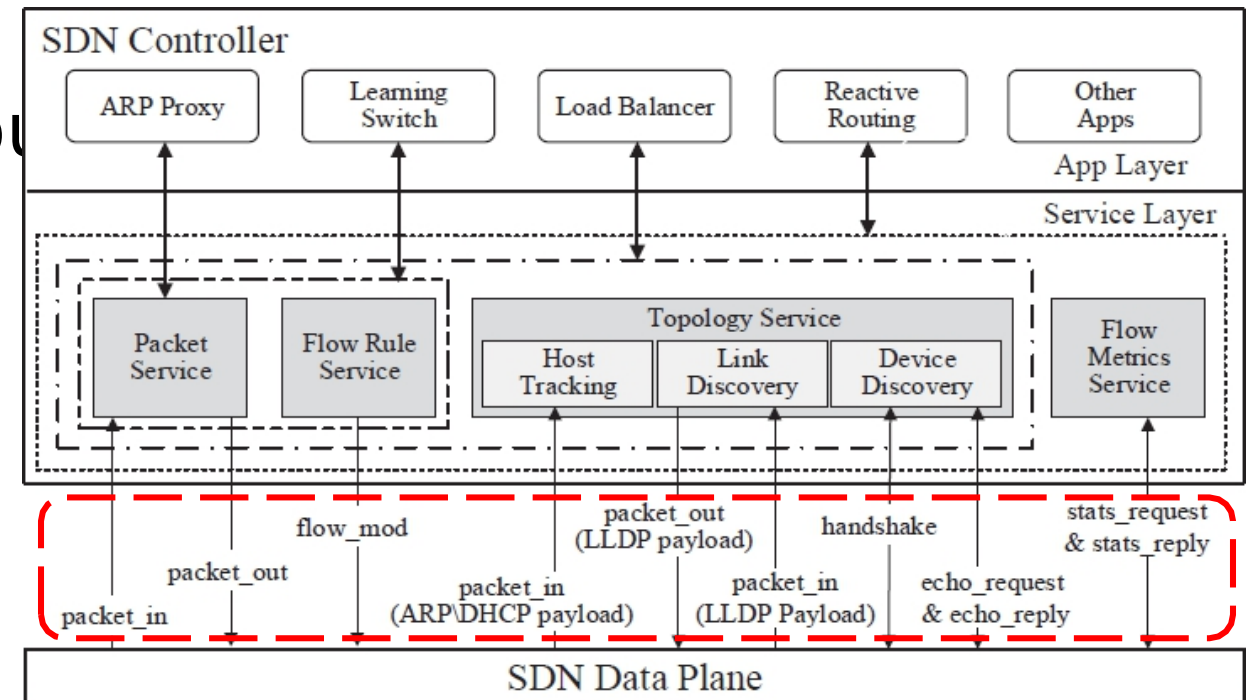 SDN Controller
ARP Proxy
Learning
Switch
Load Balancer
Reactive
Routing
Other
Apps
App Layer
Service Layer
Packet
Service
Flow Rule
Service
Topology Service
Host
Tracking
Link
Discovery
Device
Discovery
Flow
Metrics
Service
packet_in
packet_out
flow_mod
packet_in
(ARP\DHCP payload)
packet_out
(LLDP payload)
packet_in
(LLDP Payload)
handshake
echo_request
& echo_reply
stats_request
& stats_reply
SDN Data Plane